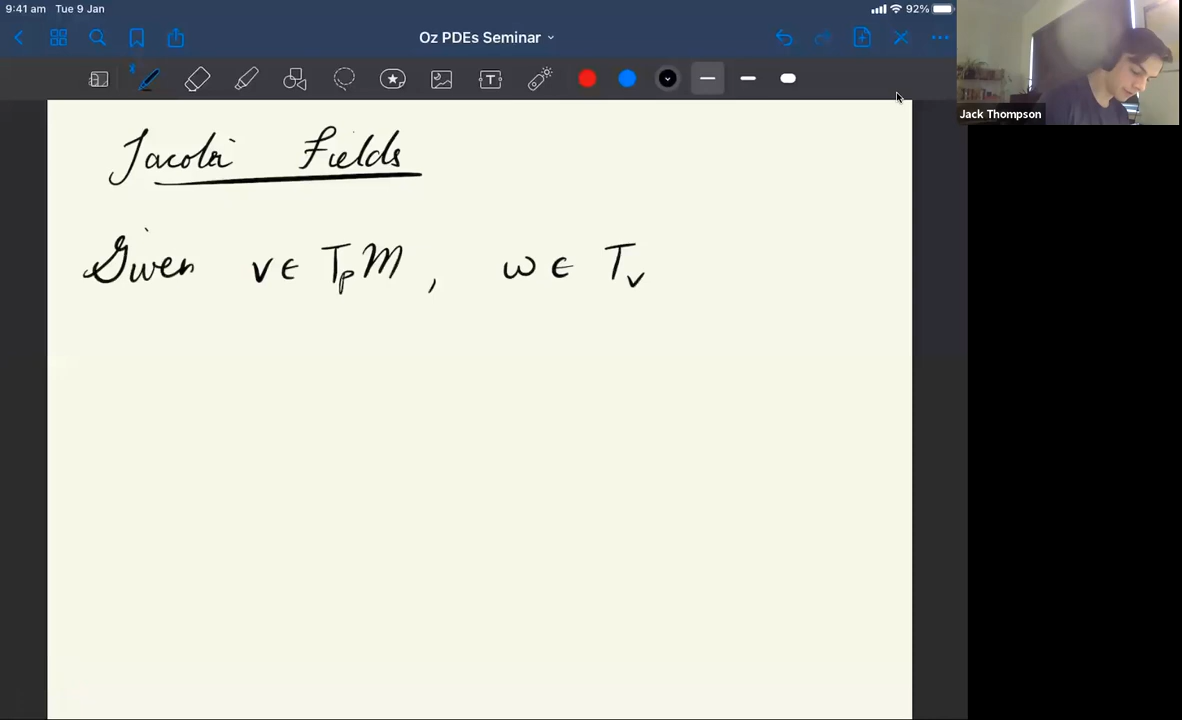 9:41 am Tue 9 Jan 92%
Oz PDEs Seminar
Jack Thompson
Jacobi Fields
Given v ∈ TₚM , w ∈ Tᵥ